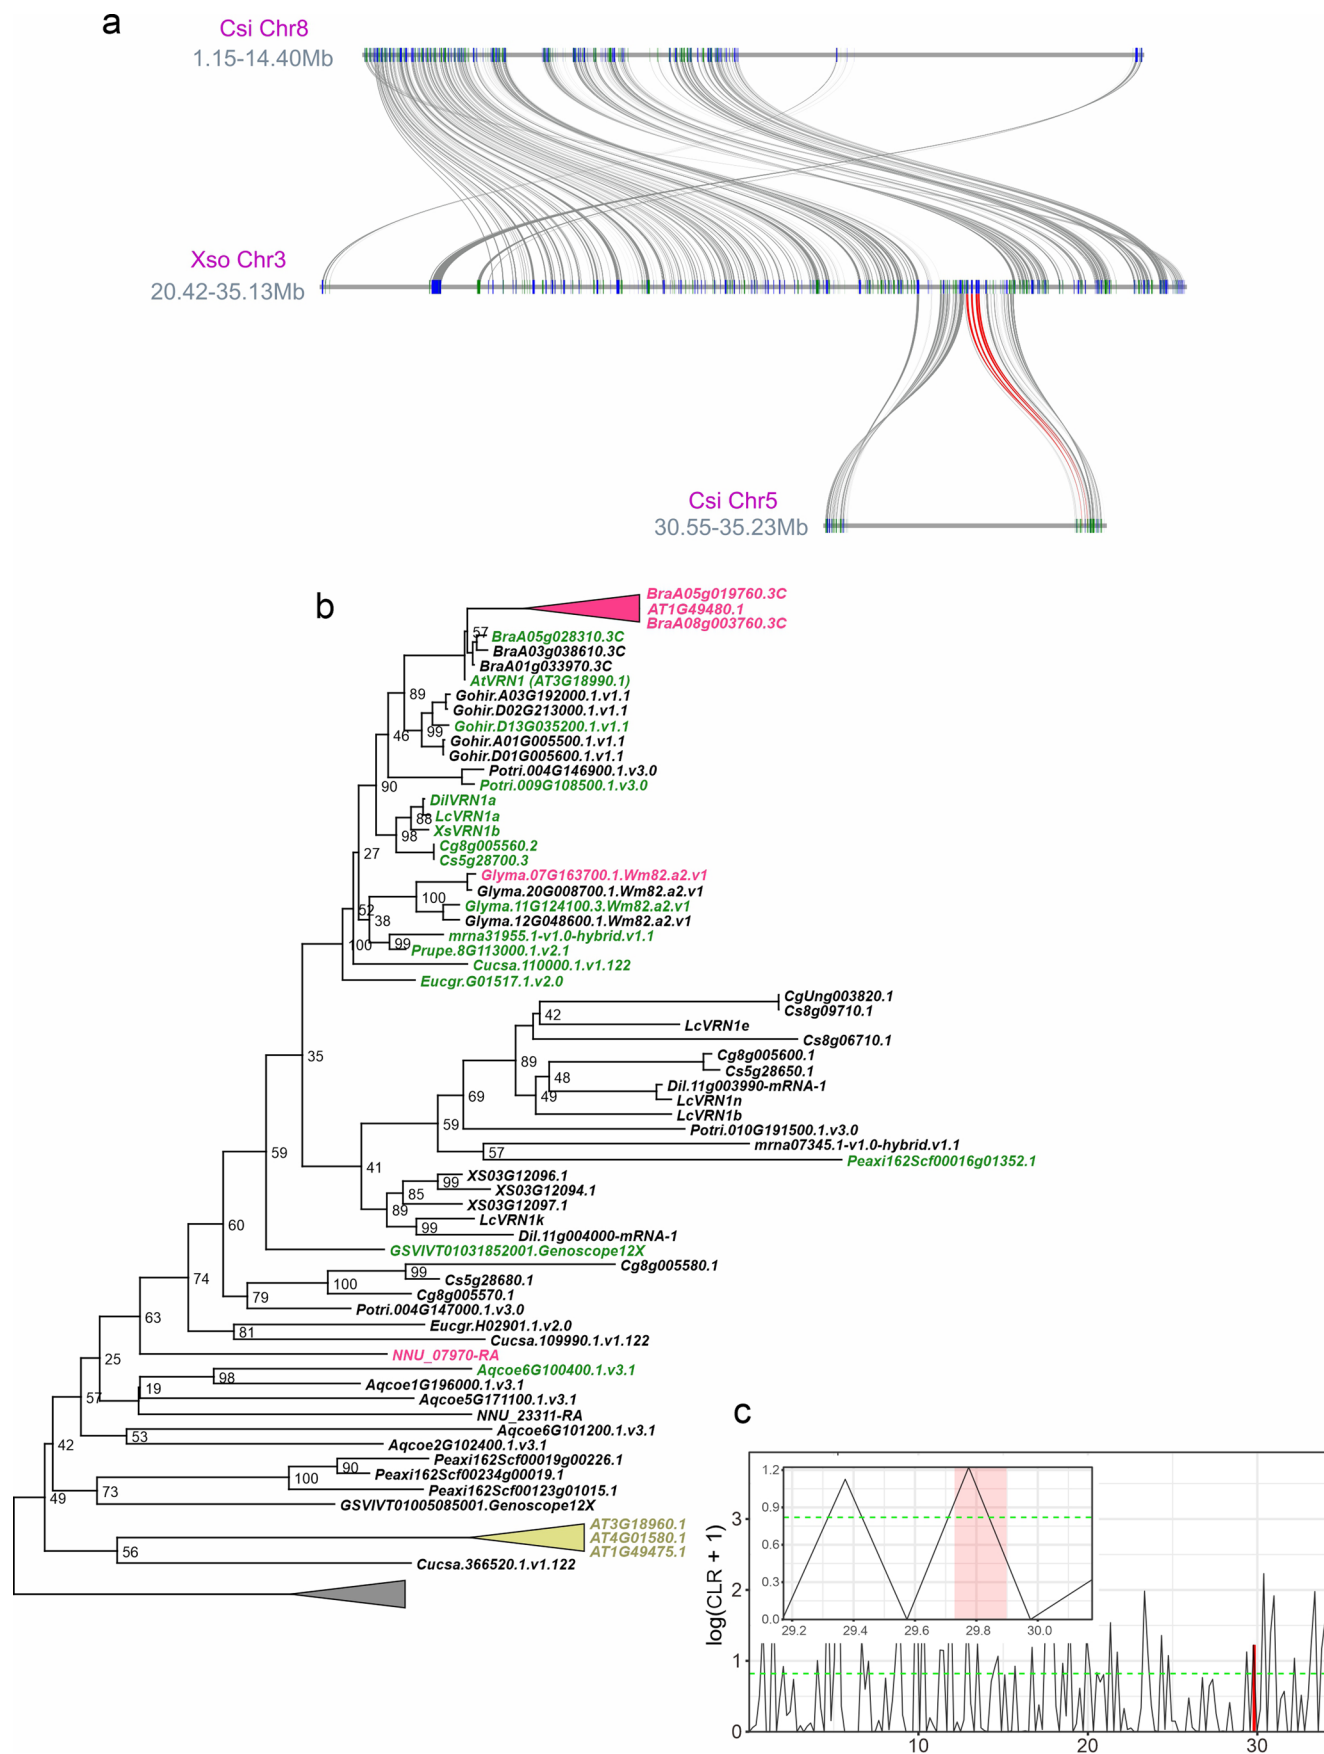 a
Csi Chr8
1.15-14.40Mb
Xso Chr3
20.42-35.13Mb
Csi Chr5
30.55-35.23Mb
b
BraA05g019760.3C
AT1G49480.1
BraA08g003760.3C
57
BraA05g028310.3C
BraA03g038610.3C
BraA01g033970.3C
AtVRN1 (AT3G18990.1)
89
Gohir.A03G192000.1.v1.1
Gohir.D02G213000.1.v1.1
Gohir.D13G035200.1.v1.1
99
46
Gohir.A01G005500.1.v1.1
Gohir.D01G005600.1.v1.1
Potri.004G146900.1.v3.0
Potri.009G108500.1.v3.0
90
DilVRN1a
LcVRN1a
88
XsVRN1b
98
Cg8g005560.2
27
Cs5g28700.3
Glyma.07G163700.1.Wm82.a2.v1
Glyma.20G008700.1.Wm82.a2.v1
100
Glyma.11G124100.3.Wm82.a2.v1
52
38
Glyma.12G048600.1.Wm82.a2.v1
mrna31955.1-v1.0-hybrid.v1.1
100
99
Prupe.8G113000.1.v2.1
Cucsa.110000.1.v1.122
Eucgr.G01517.1.v2.0
CgUng003820.1
Cs8g09710.1
42
LcVRN1e
Cs8g06710.1
35
Cg8g005600.1
89
Cs5g28650.1
48
Dil.11g003990-mRNA-1
69
49
LcVRN1n
LcVRN1b
59
Potri.010G191500.1.v3.0
mrna07345.1-v1.0-hybrid.v1.1
59
57
Peaxi162Scf00016g01352.1
41
XS03G12096.1
99
XS03G12094.1
85
XS03G12097.1
89
LcVRN1k
60
99
Dil.11g004000-mRNA-1
GSVIVT01031852001.Genoscope12X
Cg8g005580.1
99
74
Cs5g28680.1
100
Cg8g005570.1
79
Potri.004G147000.1.v3.0
63
Eucgr.H02901.1.v2.0
81
Cucsa.109990.1.v1.122
NNU_07970-RA
25
Aqcoe6G100400.1.v3.1
98
Aqcoe1G196000.1.v3.1
19
57
Aqcoe5G171100.1.v3.1
NNU_23311-RA
Aqcoe6G101200.1.v3.1
53
42
Aqcoe2G102400.1.v3.1
Peaxi162Scf00019g00226.1
90
Peaxi162Scf00234g00019.1
100
73
Peaxi162Scf00123g01015.1
49
GSVIVT01005085001.Genoscope12X
AT3G18960.1
AT4G01580.1
AT1G49475.1
56
Cucsa.366520.1.v1.122
c
log(CLR + 1)
3
2
1
0
10
20
30
1.2
0.9
0.6
0.3
0.0
29.2
29.4
29.6
29.8
30.0